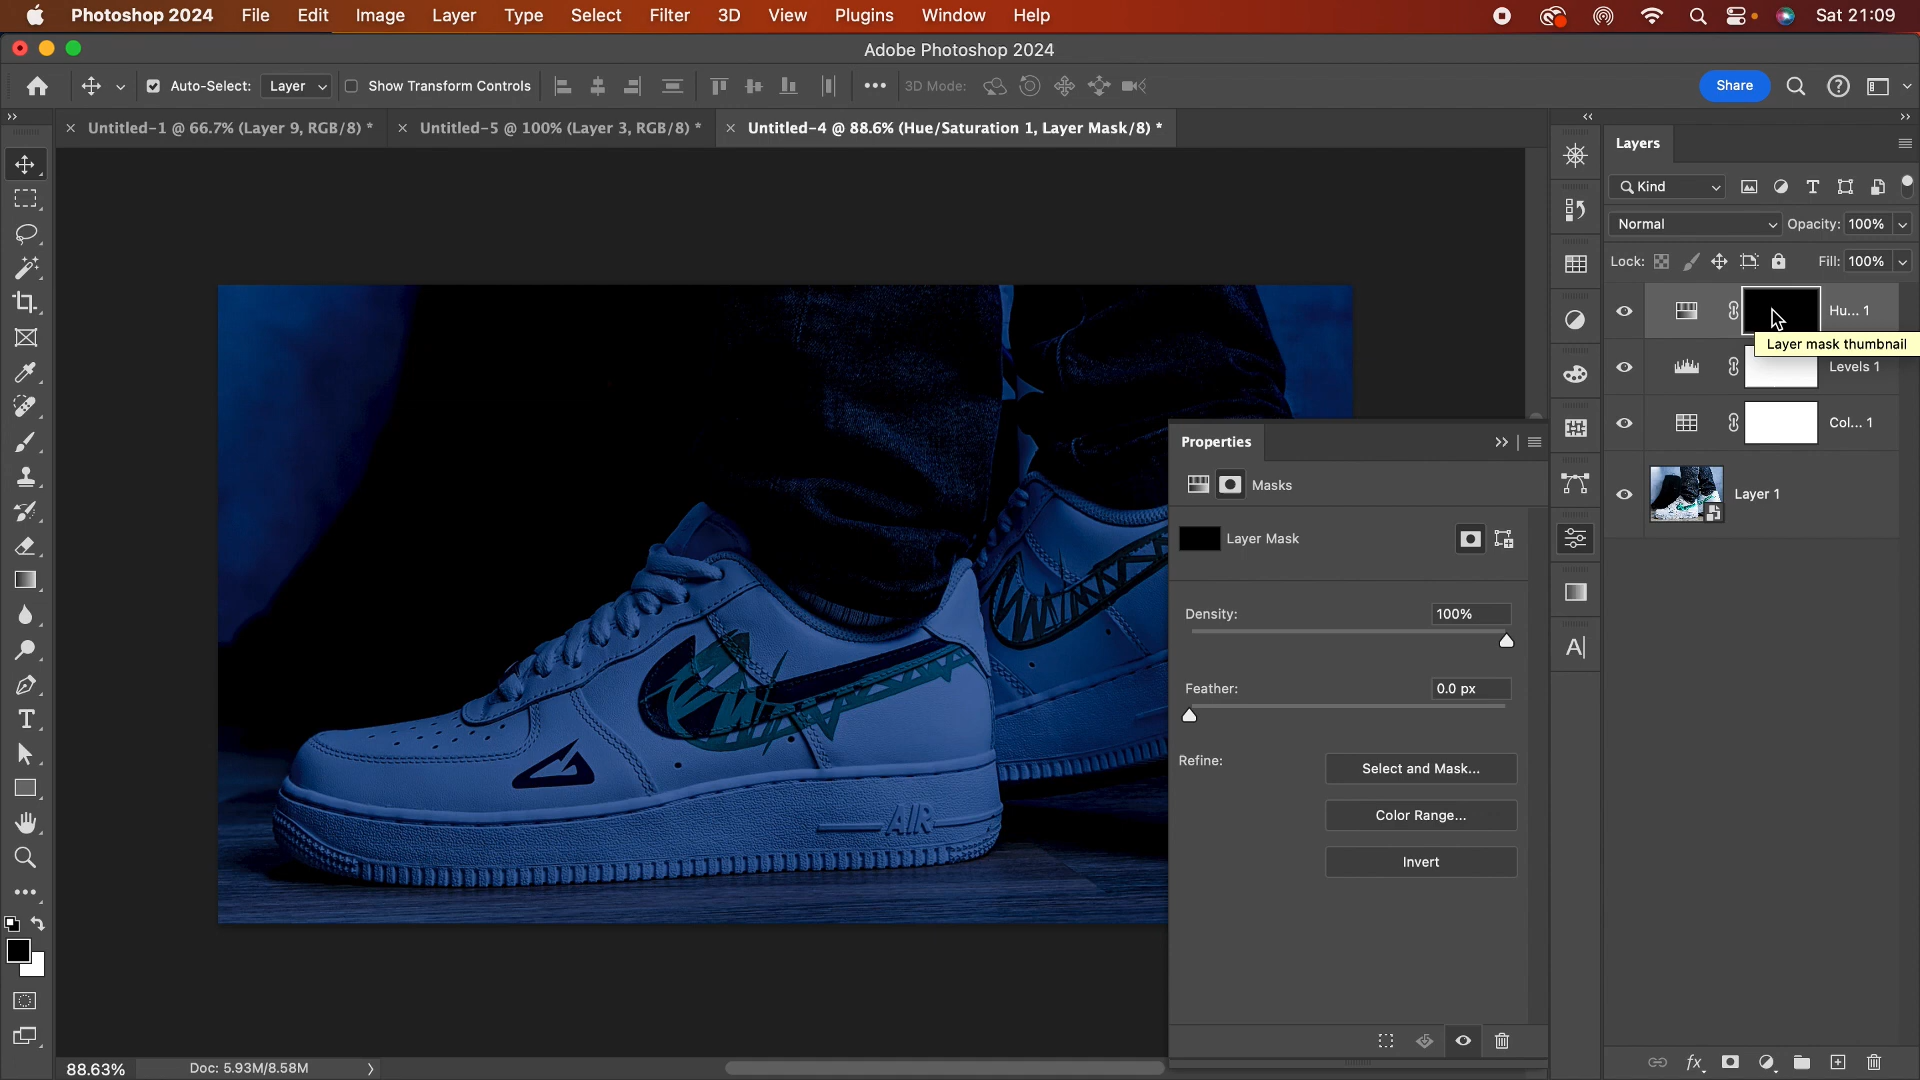 Photoshop 2024 File Edit Image Layer Type Select Filter 3D View Plugins Window Help Sat 21:09
Adobe Photoshop 2024
Auto-Select: Layer Show Transform Controls 3D Mode: Share
Untitled-1 @ 66.7% (Layer 9, RGB/8) * Untitled-5 @ 100% (Layer 3, RGB/8) * Untitled-4 @ 88.6% (Hue/Saturation 1, Layer Mask/8) *
Layers
Kind
Normal Opacity: 100%
Lock: Fill: 100%
Hu... 1
Layer mask thumbnail
Levels 1
Col... 1
Layer 1
Properties
Masks
Layer Mask
Density: 100%
Feather: 0.0 px
Refine: Select and Mask...
Color Range...
Invert
AIR
88.63% Doc: 5.93M/8.58M